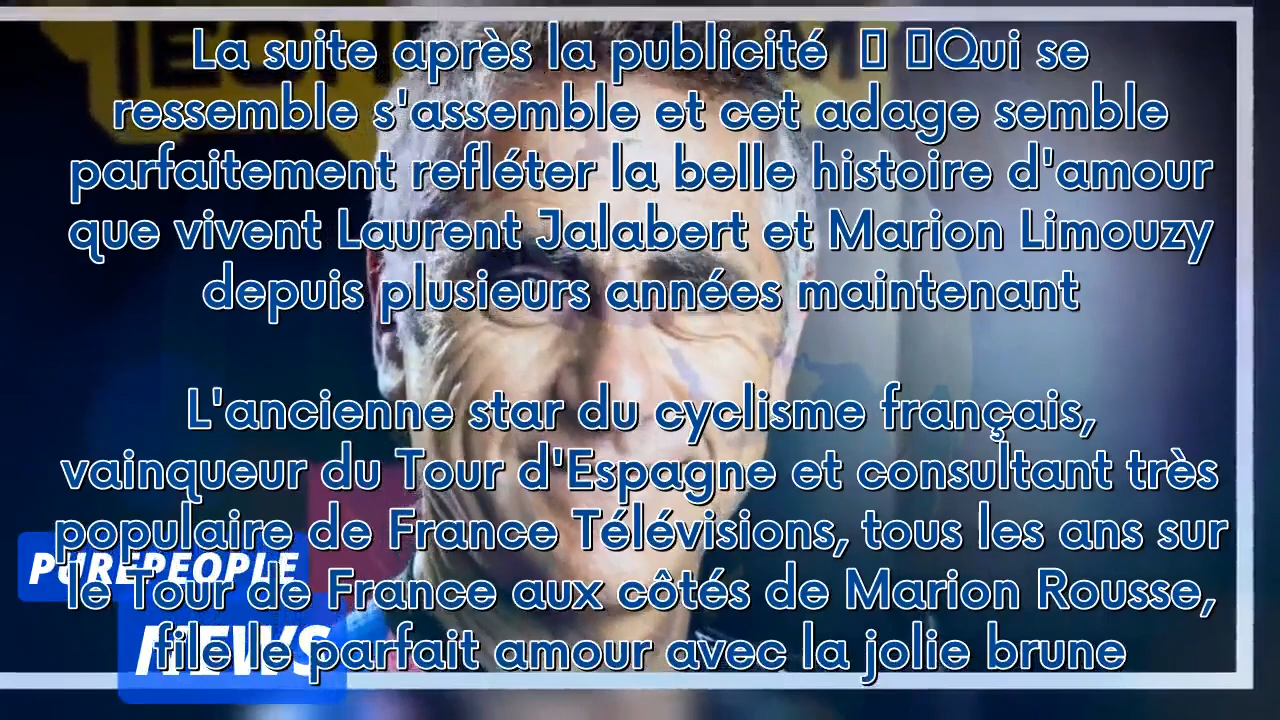 La suite après la publicité Qui se
ressemble s'assemble et cet adage semble
parfaitement refléter la belle histoire d'amour
que vivent Laurent Jalabert et Marion Limouzy
depuis plusieurs années maintenant
L'ancienne star du cyclisme français,
vainqueur du Tour d'Espagne et consultant très
populaire de France Télévisions, tous les ans sur
le Tour de France aux côtés de Marion Rousse,
file le parfait amour avec la jolie brune
PUREPEOPLE
NEWS